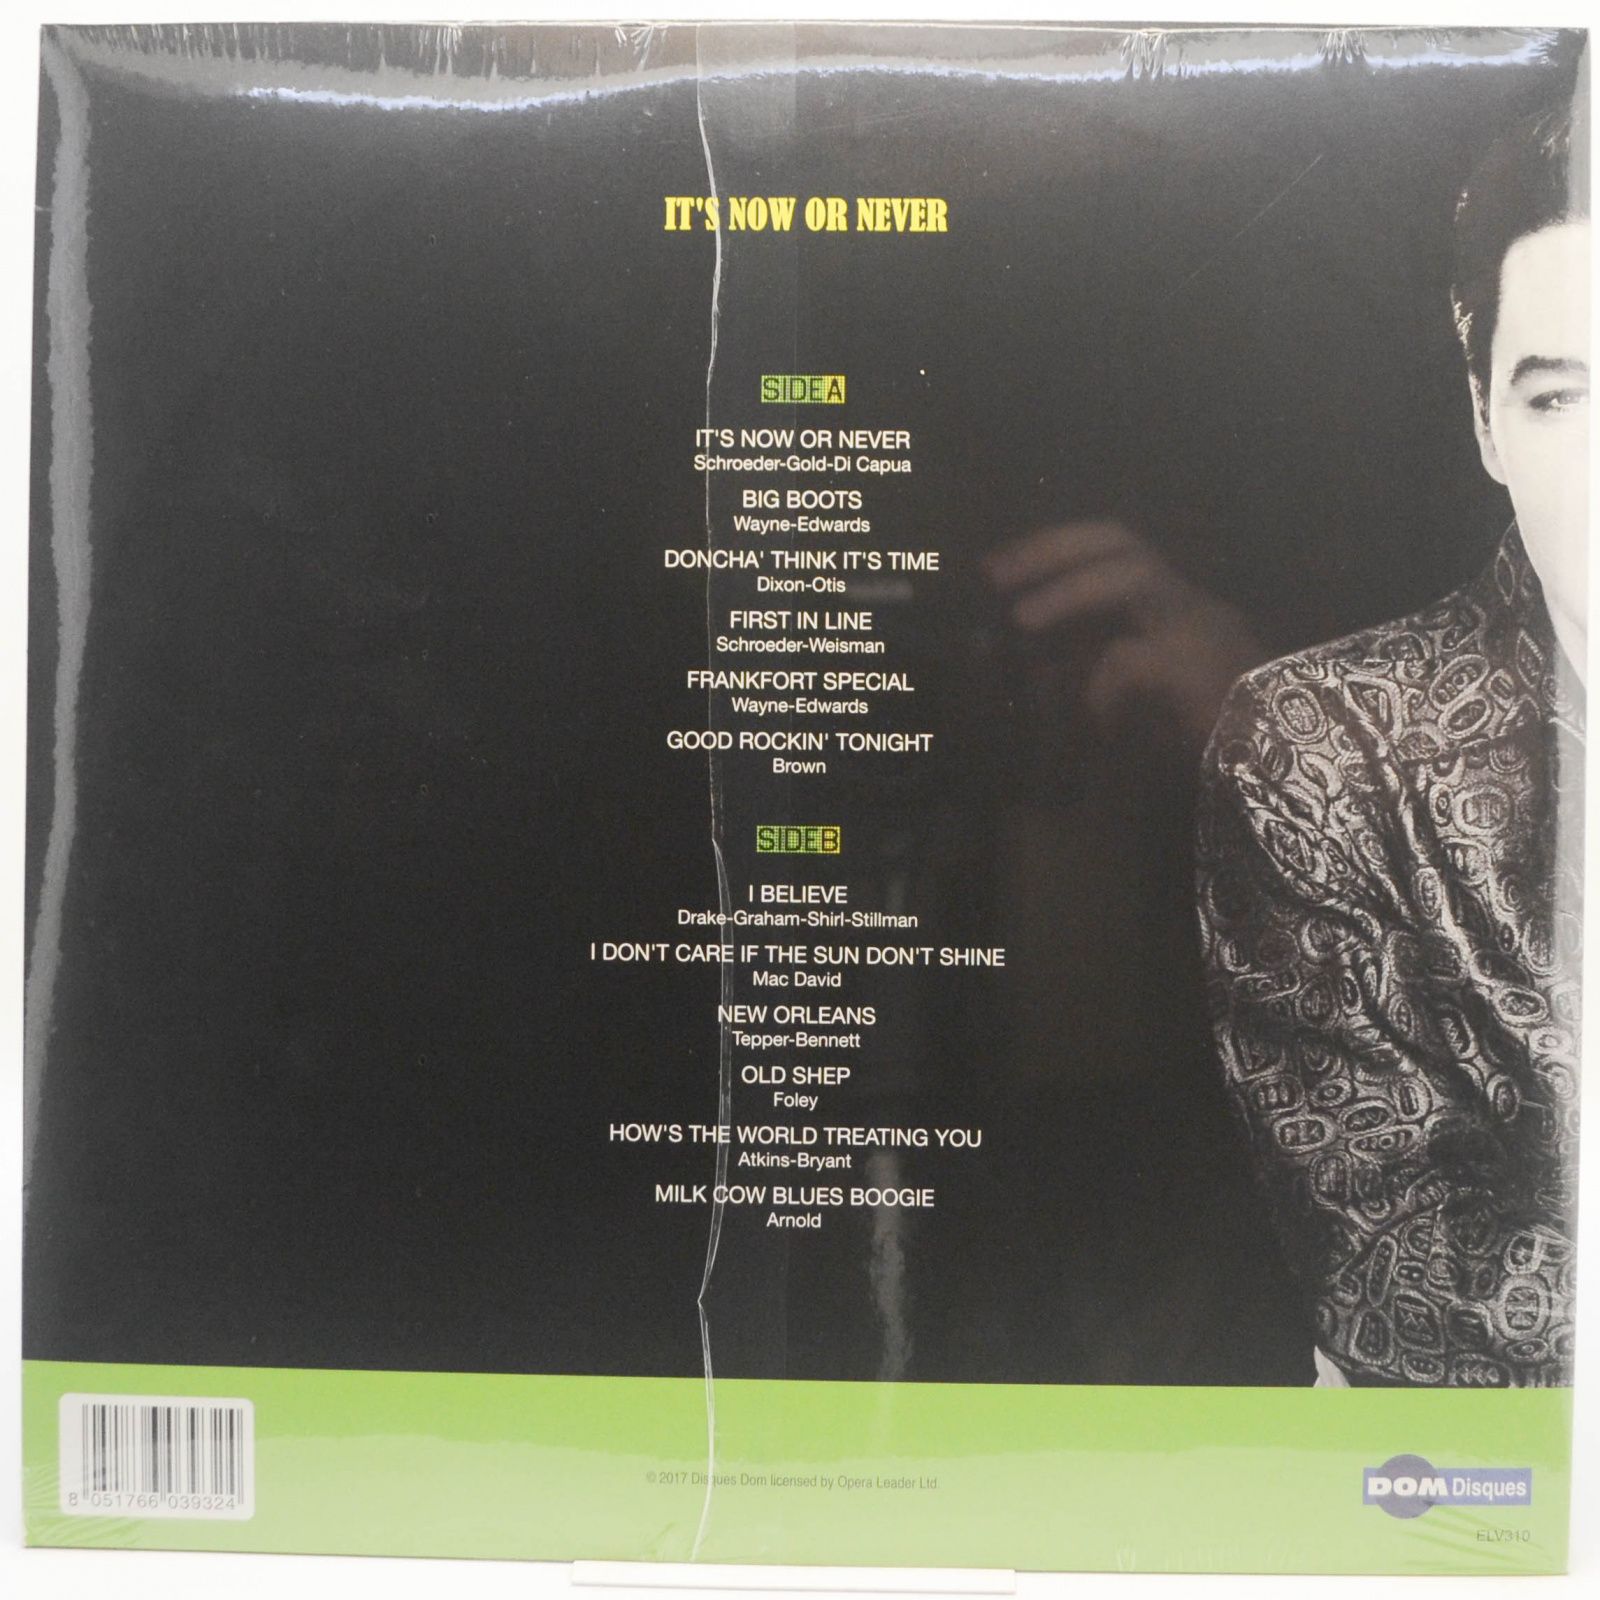 IT'S NOW OR NEVER
SIDE A
IT'S NOW OR NEVER
Schroeder-Gold-Di Capua
BIG BOOTS
Wayne-Edwards
DONCHA' THINK IT'S TIME
Dixon-Otis
FIRST IN LINE
Schroeder-Weisman
FRANKFORT SPECIAL
Wayne-Edwards
GOOD ROCKIN' TONIGHT
Brown
SIDE B
I BELIEVE
Drake-Graham-Shirl-Stillman
I DON'T CARE IF THE SUN DON'T SHINE
Mac David
NEW ORLEANS
Tepper-Bennett
OLD SHEP
Foley
HOW'S THE WORLD TREATING YOU
Atkins-Bryant
MILK COW BLUES BOOGIE
Arnold
8 051766 039324
© 2017 Disques Dom licensed by Opera Leader Ltd.
DOM Disques
ELV310